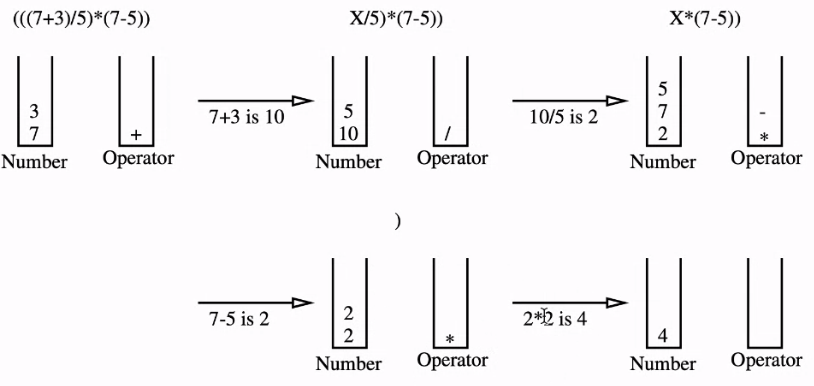 (((7+3)/5)*(7-5))
X/5)*(7-5))
X*(7-5))
3
7
+
Number
Operator
7+3 is 10
5
10
/
Number
Operator
10/5 is 2
5
7
2
-
*
Number
Operator
)
7-5 is 2
2
2
*
Number
Operator
2*2 is 4
4
Number
Operator